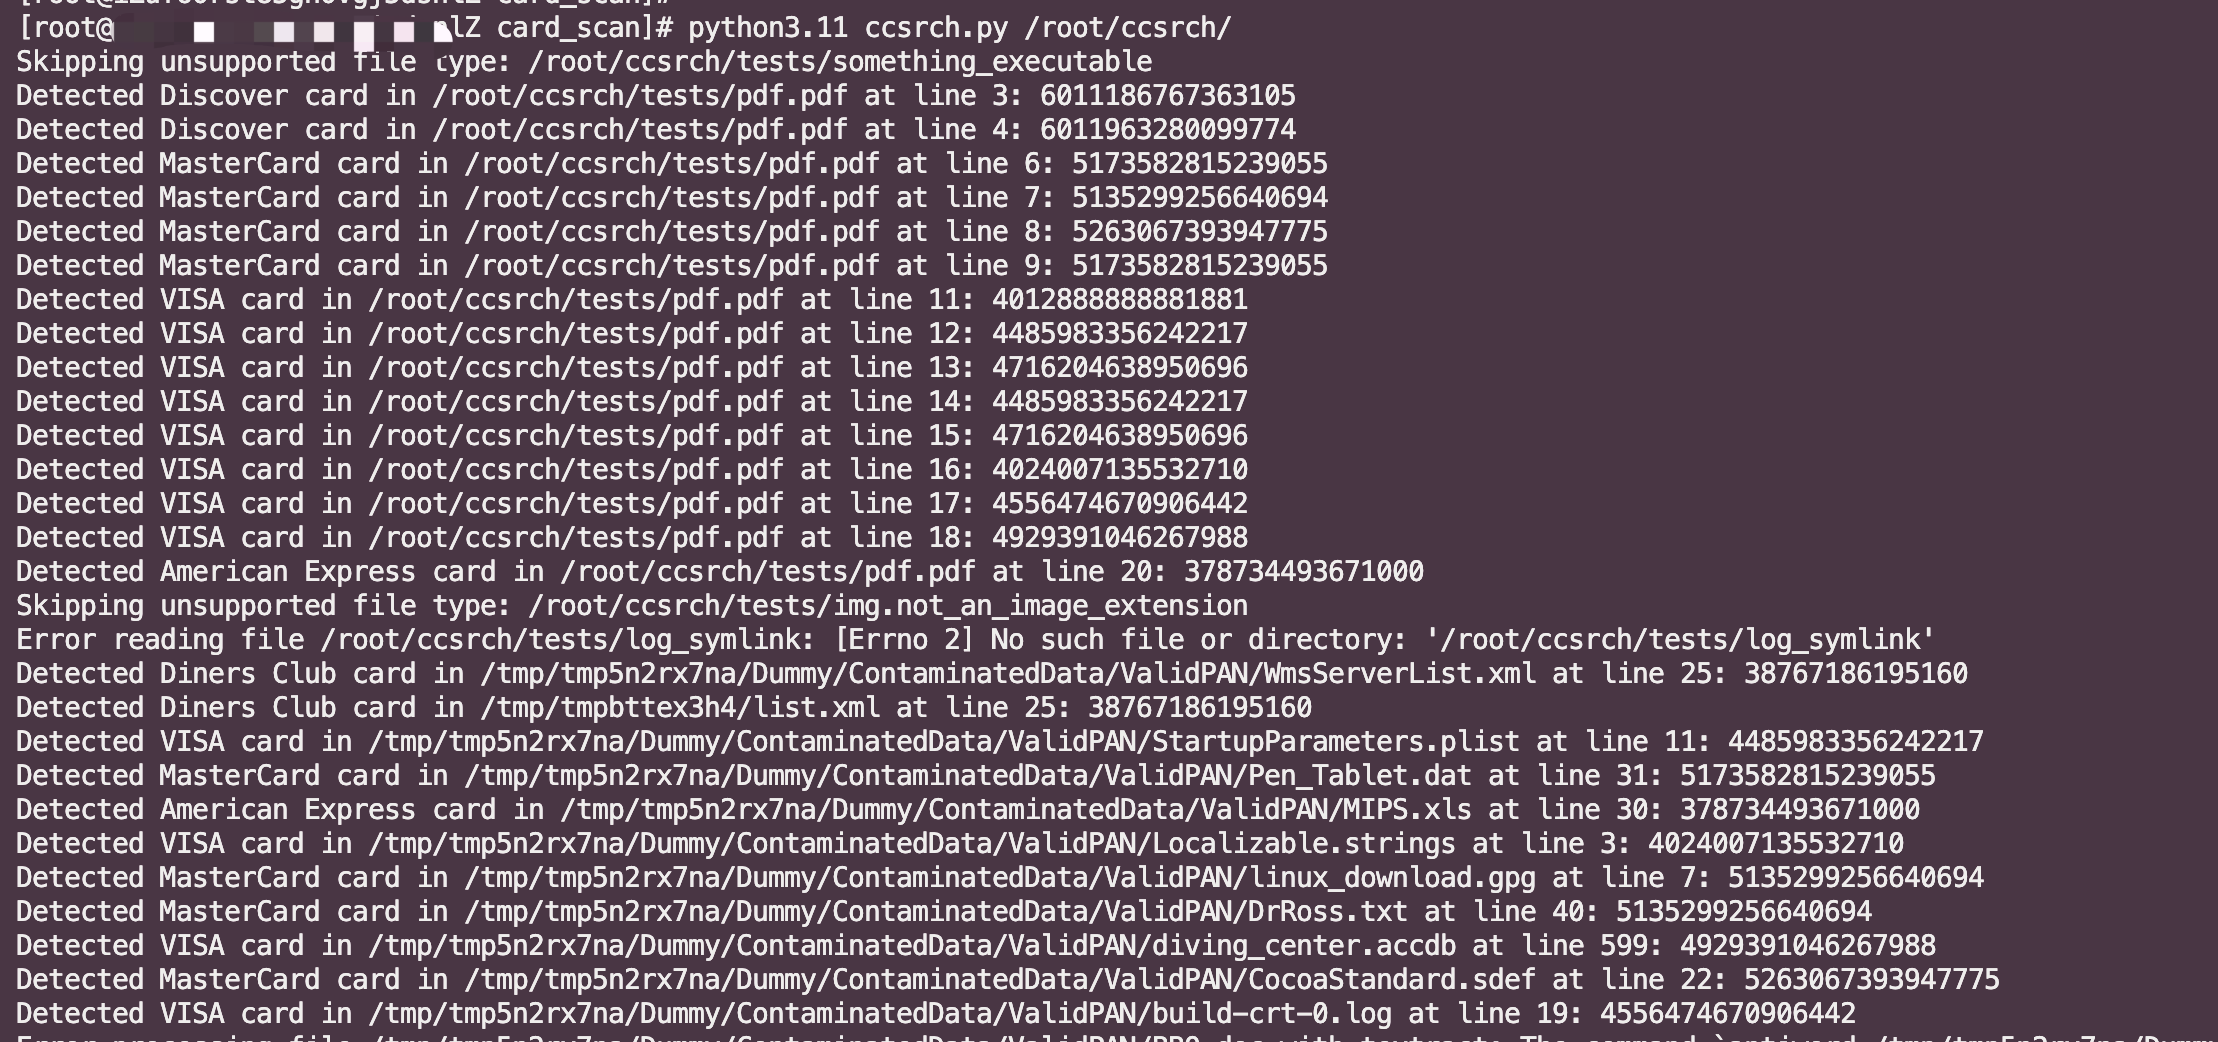 [root@ lZ card_scan]# python3.11 ccsrch.py /root/ccsrch/
Skipping unsupported file type: /root/ccsrch/tests/something_executable
Detected Discover card in /root/ccsrch/tests/pdf.pdf at line 3: 6011186767363105
Detected Discover card in /root/ccsrch/tests/pdf.pdf at line 4: 6011963280099774
Detected MasterCard card in /root/ccsrch/tests/pdf.pdf at line 6: 5173582815239055
Detected MasterCard card in /root/ccsrch/tests/pdf.pdf at line 7: 5135299256640694
Detected MasterCard card in /root/ccsrch/tests/pdf.pdf at line 8: 5263067393947775
Detected MasterCard card in /root/ccsrch/tests/pdf.pdf at line 9: 5173582815239055
Detected VISA card in /root/ccsrch/tests/pdf.pdf at line 11: 4012888888881881
Detected VISA card in /root/ccsrch/tests/pdf.pdf at line 12: 4485983356242217
Detected VISA card in /root/ccsrch/tests/pdf.pdf at line 13: 4716204638950696
Detected VISA card in /root/ccsrch/tests/pdf.pdf at line 14: 4485983356242217
Detected VISA card in /root/ccsrch/tests/pdf.pdf at line 15: 4716204638950696
Detected VISA card in /root/ccsrch/tests/pdf.pdf at line 16: 4024007135532710
Detected VISA card in /root/ccsrch/tests/pdf.pdf at line 17: 4556474670906442
Detected VISA card in /root/ccsrch/tests/pdf.pdf at line 18: 4929391046267988
Detected American Express card in /root/ccsrch/tests/pdf.pdf at line 20: 378734493671000
Skipping unsupported file type: /root/ccsrch/tests/img.not_an_image_extension
Error reading file /root/ccsrch/tests/log_symlink: [Errno 2] No such file or directory: '/root/ccsrch/tests/log_symlink'
Detected Diners Club card in /tmp/tmp5n2rx7na/Dummy/ContaminatedData/ValidPAN/WmsServerList.xml at line 25: 38767186195160
Detected Diners Club card in /tmp/tmpbttex3h4/list.xml at line 25: 38767186195160
Detected VISA card in /tmp/tmp5n2rx7na/Dummy/ContaminatedData/ValidPAN/StartupParameters.plist at line 11: 4485983356242217
Detected MasterCard card in /tmp/tmp5n2rx7na/Dummy/ContaminatedData/ValidPAN/Pen_Tablet.dat at line 31: 5173582815239055
Detected American Express card in /tmp/tmp5n2rx7na/Dummy/ContaminatedData/ValidPAN/MIPS.xls at line 30: 378734493671000
Detected VISA card in /tmp/tmp5n2rx7na/Dummy/ContaminatedData/ValidPAN/Localizable.strings at line 3: 4024007135532710
Detected MasterCard card in /tmp/tmp5n2rx7na/Dummy/ContaminatedData/ValidPAN/linux_download.gpg at line 7: 5135299256640694
Detected MasterCard card in /tmp/tmp5n2rx7na/Dummy/ContaminatedData/ValidPAN/DrRoss.txt at line 40: 5135299256640694
Detected VISA card in /tmp/tmp5n2rx7na/Dummy/ContaminatedData/ValidPAN/diving_center.accdb at line 599: 4929391046267988
Detected MasterCard card in /tmp/tmp5n2rx7na/Dummy/ContaminatedData/ValidPAN/CocoaStandard.sdef at line 22: 5263067393947775
Detected VISA card in /tmp/tmp5n2rx7na/Dummy/ContaminatedData/ValidPAN/build-crt-0.log at line 19: 4556474670906442